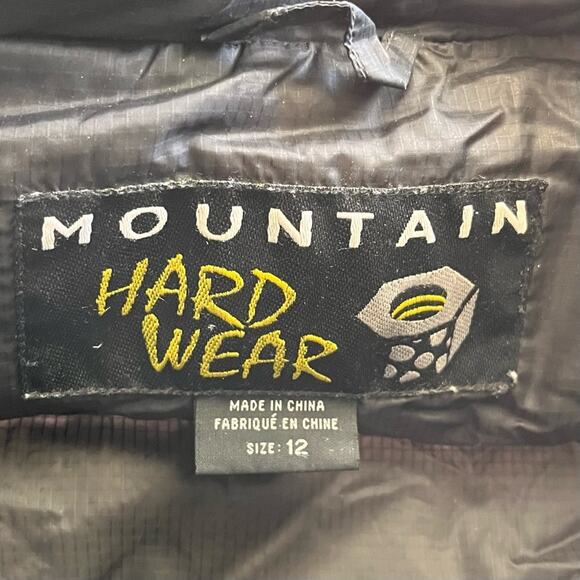 MOUNTAIN
HARD
WEAR
MADE IN CHINA
FABRIQUÉ EN CHINE
SIZE: 12